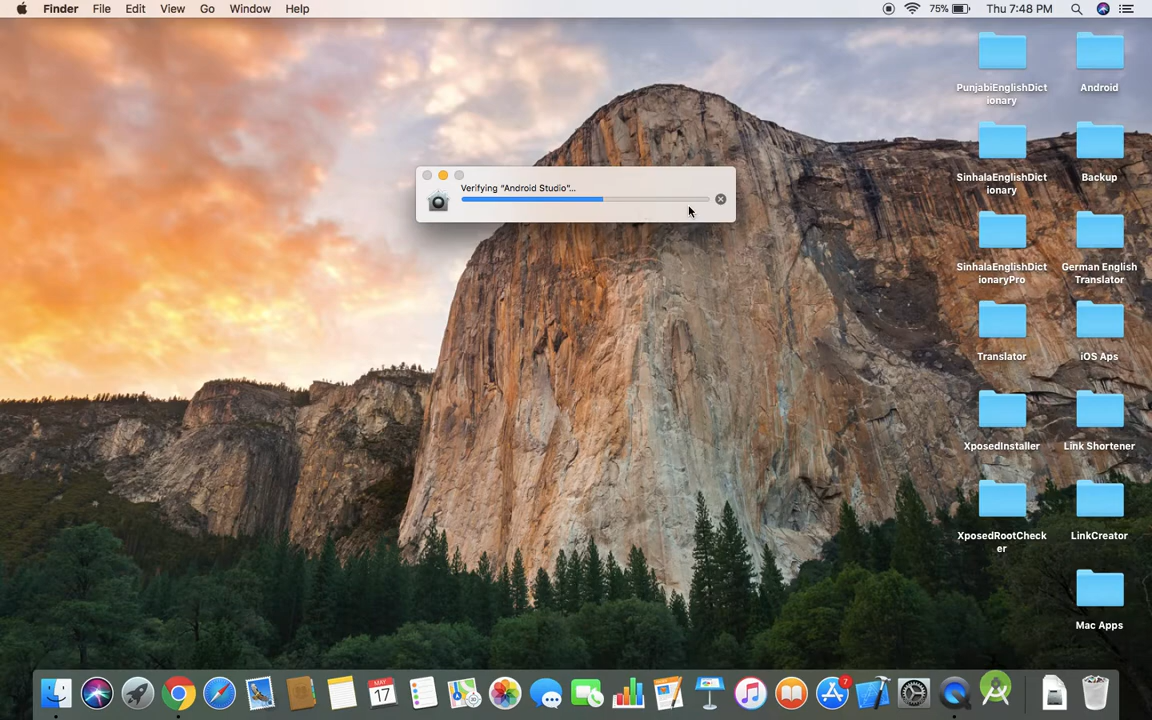 Finder File Edit View Go Window Help
75% Thu 7:48 PM
PunjabiEnglishDict
ionary
Android
SinhalaEnglishDict
ionary
Backup
Verifying "Android Studio"...
SinhalaEnglishDict
ionaryPro
German English
Translator
Translator
iOS Aps
XposedInstaller
Link Shortener
XposedRootCheck
er
LinkCreator
Mac Apps
MAY
17
7